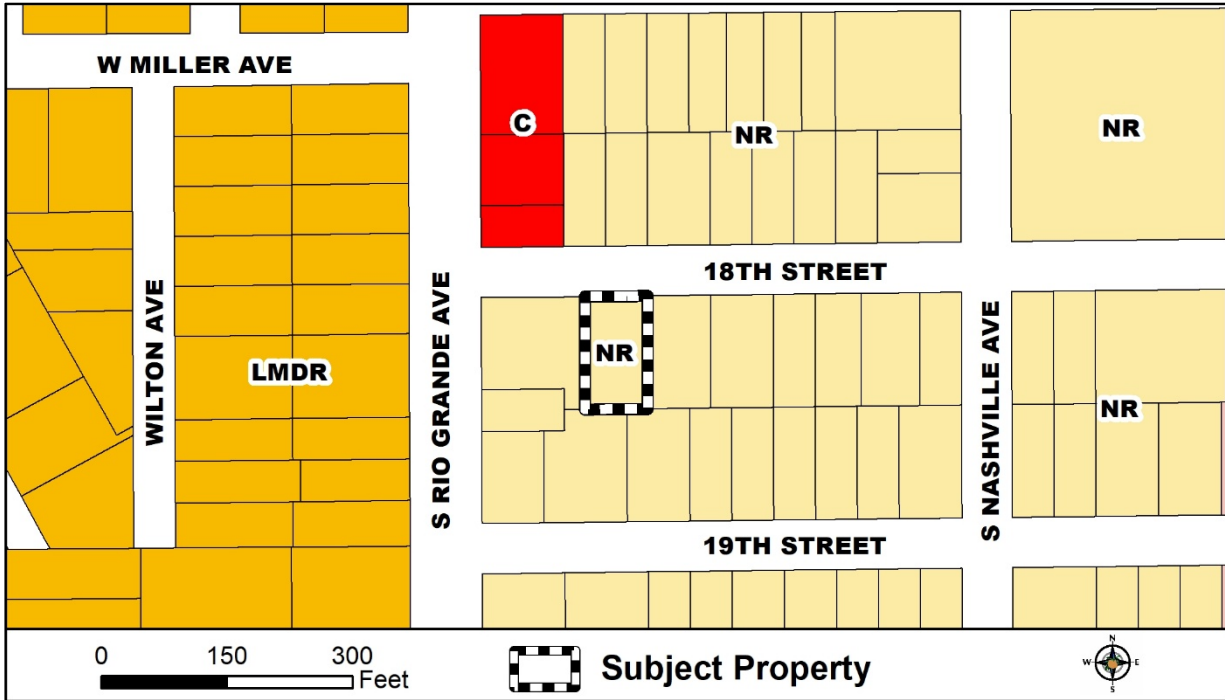 W MILLER AVE
C
NR
NR
18TH STREET
WILTON AVE
S RIO GRANDE AVE
NR
LMDR
S NASHVILLE AVE
NR
19TH STREET
0 150 300
Feet
Subject Property
N
W E
S